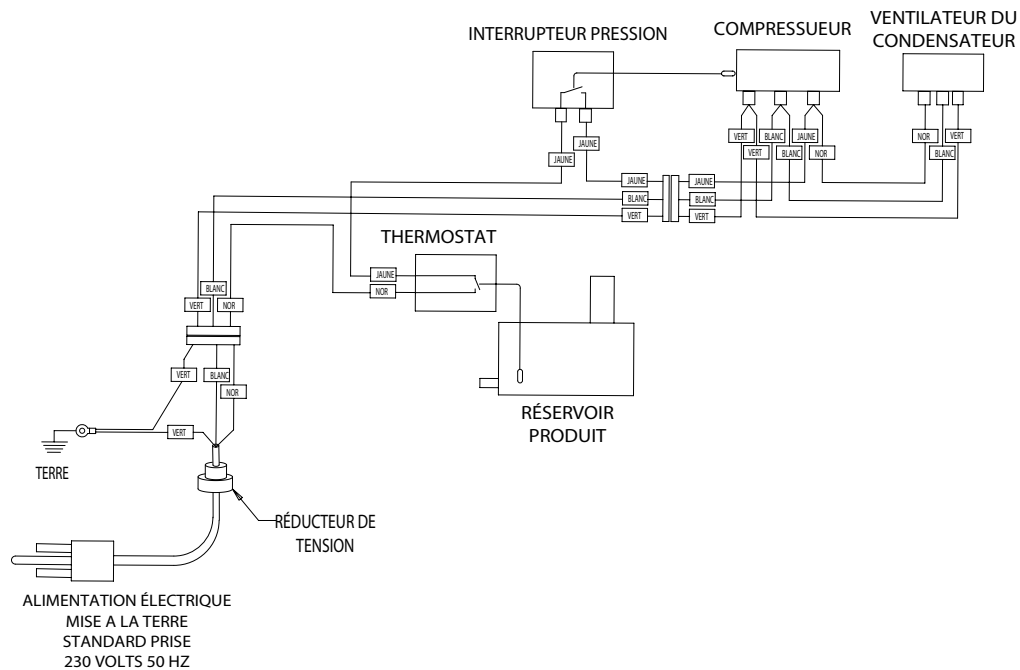 INTERRUPTEUR PRESSION
COMPRESSUEUR
VENTILATEUR DU
CONDENSATEUR
VERT
BLANC
JAUNE
NOR
VERT
JAUNE
VERT
BLANC
NOR
BLANC
JAUNE
JAUNE
JAUNE
BLANC
BLANC
VERT
VERT
THERMOSTAT
JAUNE
NOR
BLANC
VERT
NOR
VERT
BLANC
NOR
VERT
TERRE
RÉSERVOIR
PRODUIT
RÉDUCTEUR DE
TENSION
ALIMENTATION ÉLECTRIQUE
MISE A LA TERRE
STANDARD PRISE
230 VOLTS 50 HZ